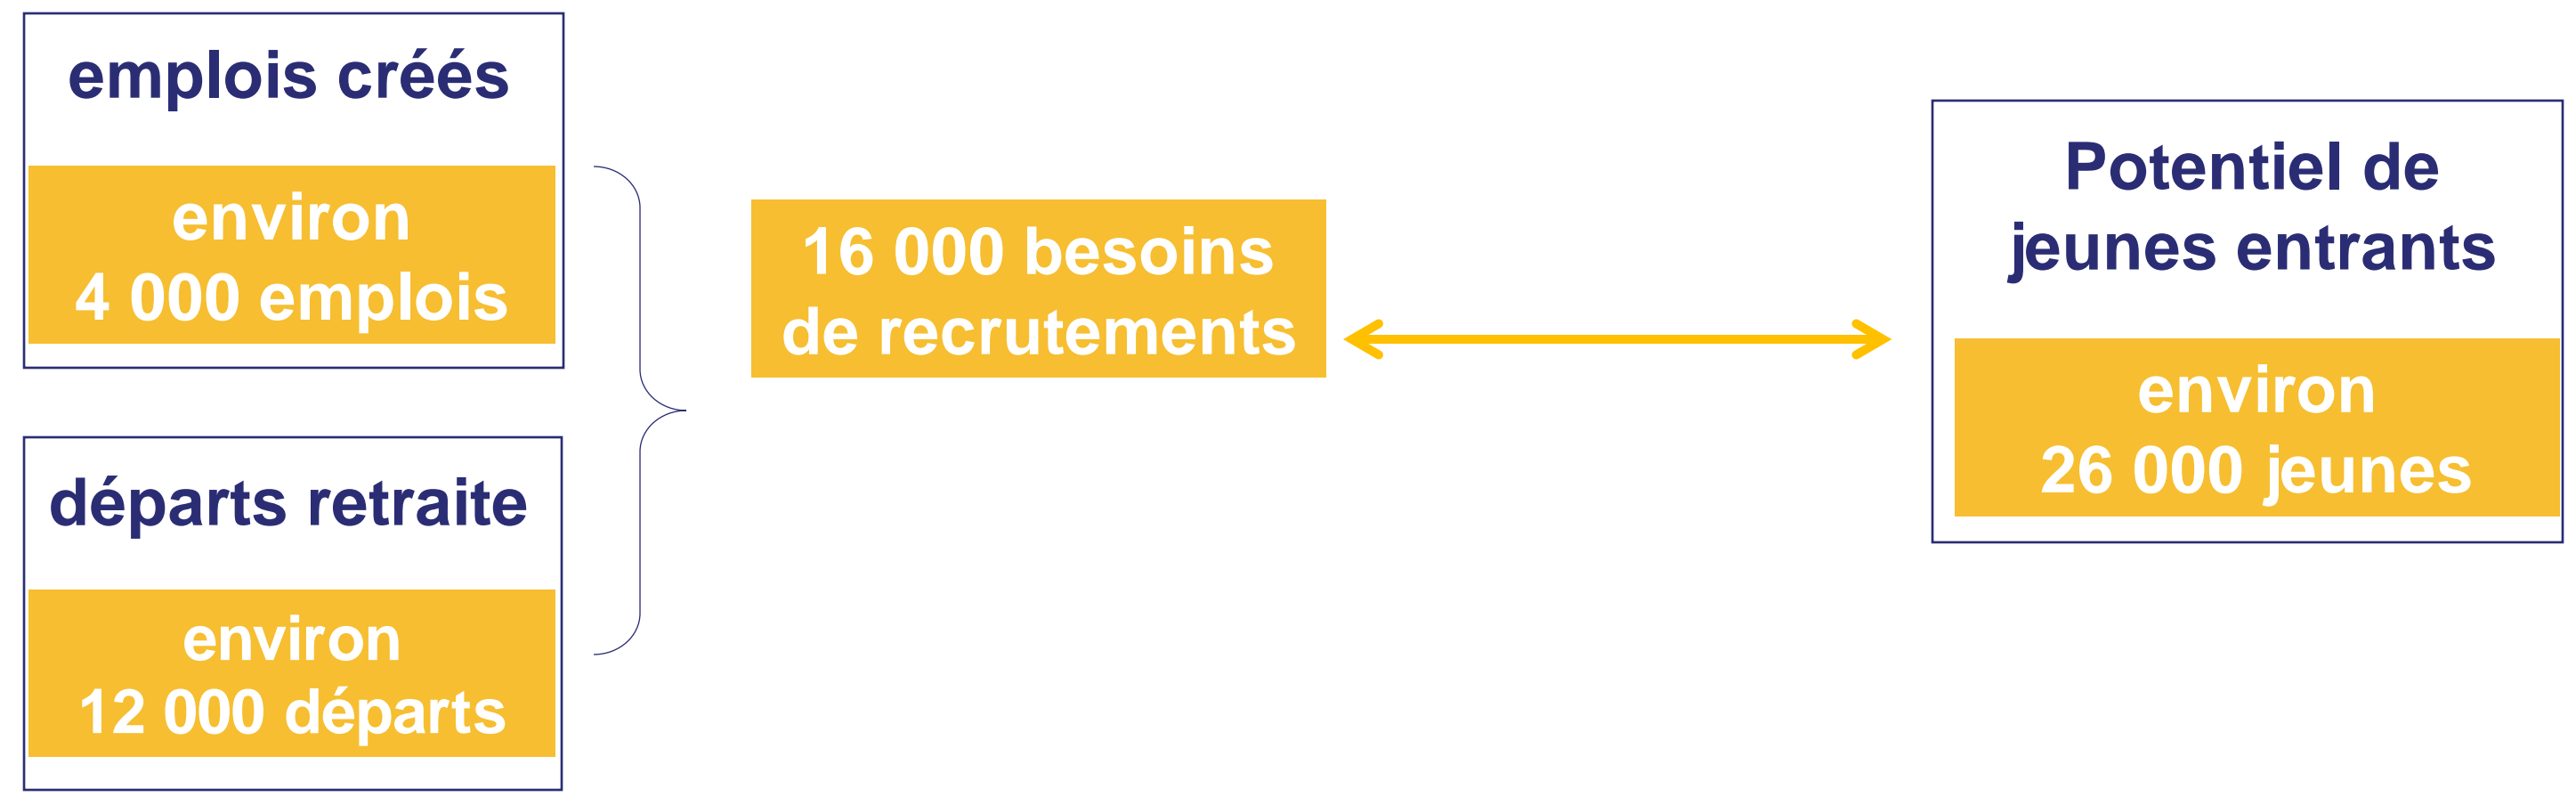 emplois créés
environ
4 000 emplois
départs retraite
environ
12 000 départs
16 000 besoins
de recrutements
Potentiel de
jeunes entrants
environ
26 000 jeunes